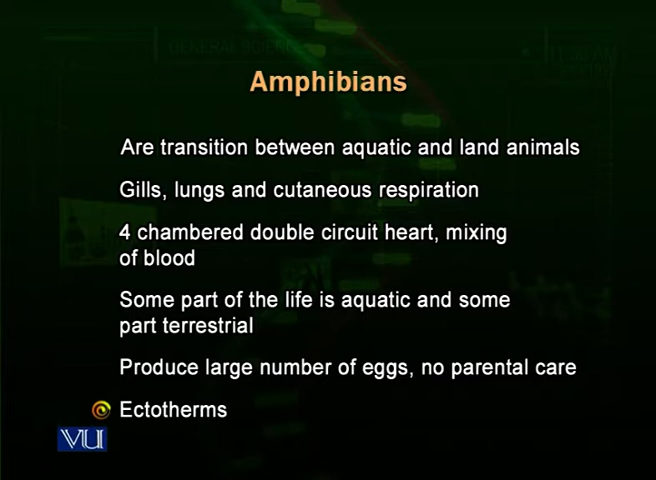 GENERAL SCIENCE
Amphibians
Are transition between aquatic and land animals
Gills, lungs and cutaneous respiration
4 chambered double circuit heart, mixing
of blood
Some part of the life is aquatic and some
part terrestrial
Produce large number of eggs, no parental care
Ectotherms
VU